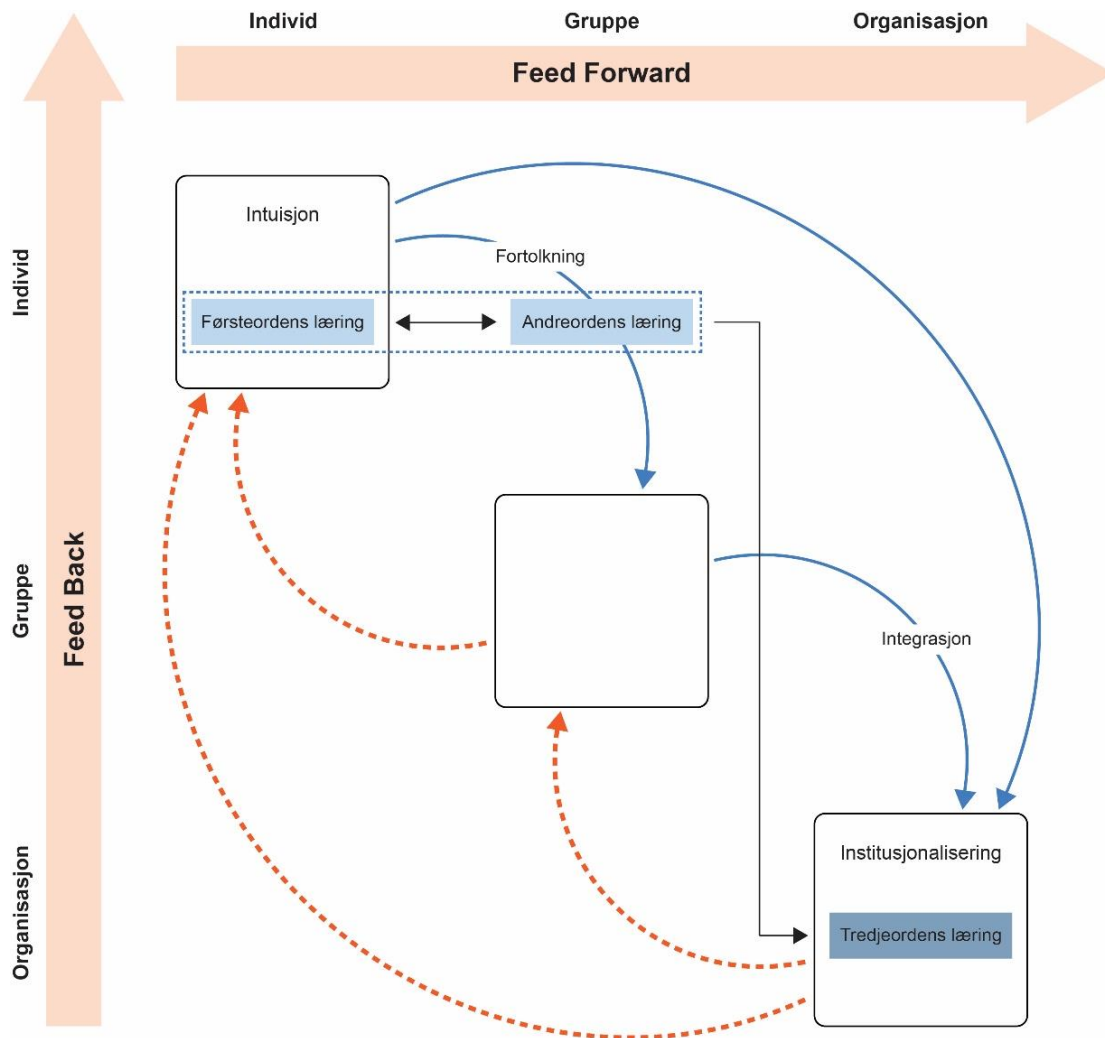 Individ Gruppe Organisasjon
Feed Forward
Intuisjon
Fortolkning
Individ
Førsteordens læring Andreordens læring
Gruppe
Feed Back
Integrasjon
Organisasjon
Institusjonalisering
Tredjeordens læring